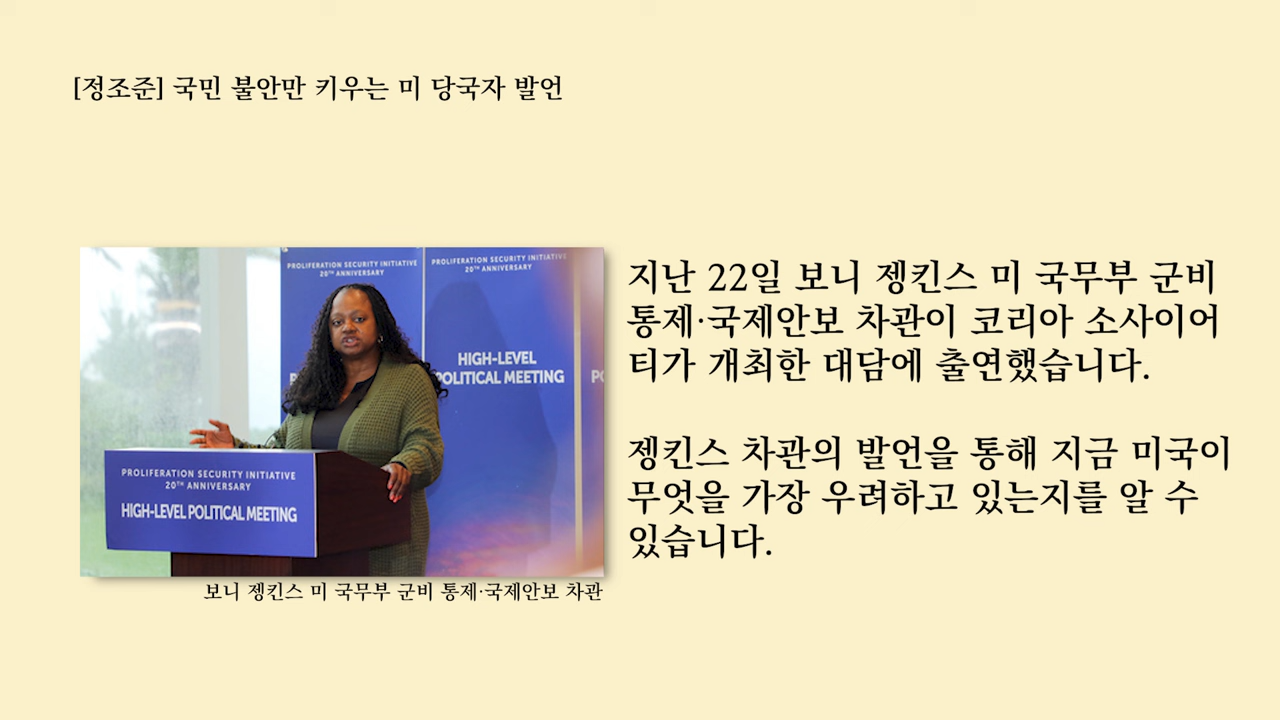 [정조준] 국민 불안만 키우는 미 당국자 발언
PROLIFERATION SECURITY INITIATIVE
20TH ANNIVERSARY
PROLIFERATION SECURITY INITIATIVE
20TH ANNIVERSARY
HIGH-LEVEL
POLITICAL MEETING
PROLIFERATION SECURITY INITIATIVE
20TH ANNIVERSARY
HIGH-LEVEL POLITICAL MEETING
보니 젱킨스 미 국무부 군비 통제·국제안보 차관
지난 22일 보니 젱킨스 미 국무부 군비
통제·국제안보 차관이 코리아 소사이어
티가 개최한 대담에 출연했습니다.
젱킨스 차관의 발언을 통해 지금 미국이
무엇을 가장 우려하고 있는지를 알 수
있습니다.